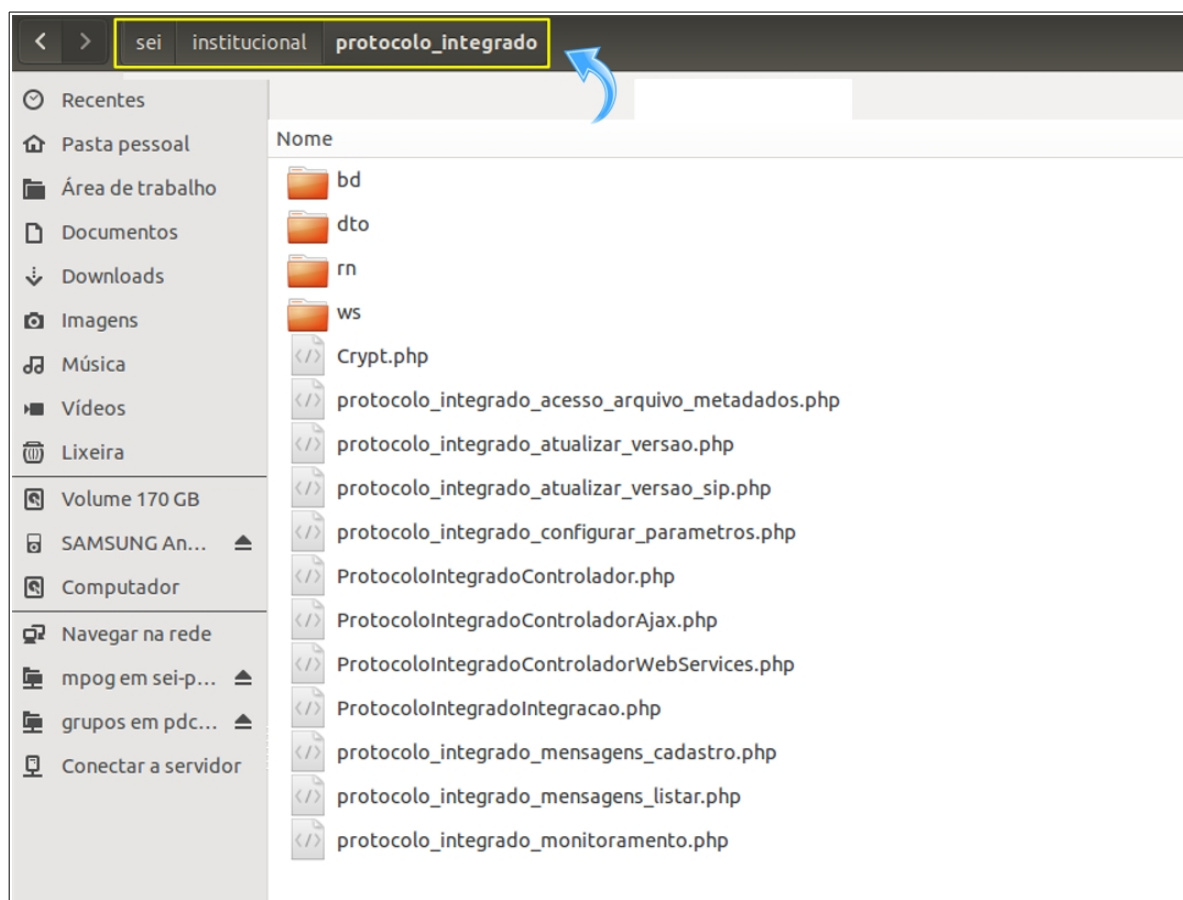 sei institucional protocolo_integrado
Recentes
Pasta pessoal
Área de trabalho
Documentos
Downloads
Imagens
Música
Vídeos
Lixeira
Volume 170 GB
SAMSUNG An...
Computador
Navegar na rede
mpog em sei-p...
grupos em pdc...
Conectar a servidor
Nome
bd
dto
rn
ws
Crypt.php
protocolo_integrado_acesso_arquivo_metadados.php
protocolo_integrado_atualizar_versao.php
protocolo_integrado_atualizar_versao_sip.php
protocolo_integrado_configurar_parametros.php
ProtocoloIntegradoControlador.php
ProtocoloIntegradoControladorAjax.php
ProtocoloIntegradoControladorWebServices.php
ProtocoloIntegradoIntegracao.php
protocolo_integrado_mensagens_cadastro.php
protocolo_integrado_mensagens_listar.php
protocolo_integrado_monitoramento.php